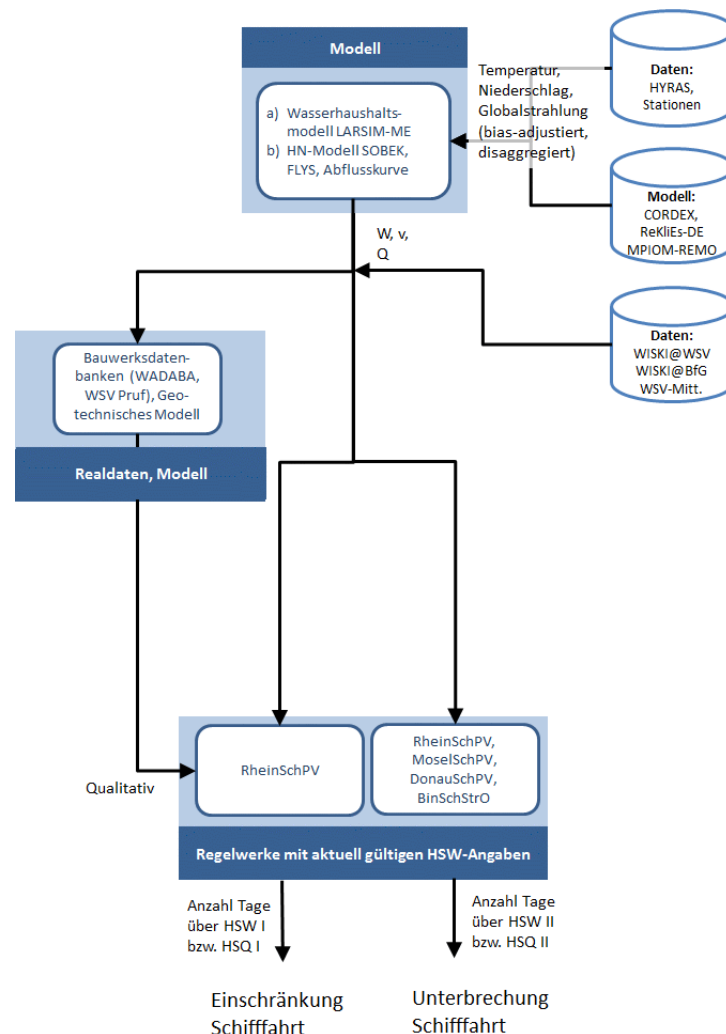 Modell
a) Wasserhaushalts-
modell LARSIM-ME
b) HN-Modell SOBEK,
FLYS, Abflusskurve
Temperatur,
Niederschlag,
Globalstrahlung
(bias-adjustiert,
disaggregiert)
Daten:
HYRAS,
Stationen
Modell:
CORDEX,
ReKliEs-DE
MPIOM-REMO
W, v,
Q
Daten:
WISKI@WSV
WISKI@BfG
WSV-Mitt.
Bauwerksdaten-
banken (WADABA,
WSV Pruf), Geo-
technisches Modell
Realdaten, Modell
Qualitativ
RheinSchPV
RheinSchPV,
MoselSchPV,
DonauSchPV,
BinSchStrO
Regelwerke mit aktuell gültigen HSW-Angaben
Anzahl Tage
über HSW I
bzw. HSQ I
Anzahl Tage
über HSW II
bzw. HSQ II
Einschränkung
Schifffahrt
Unterbrechung
Schifffahrt